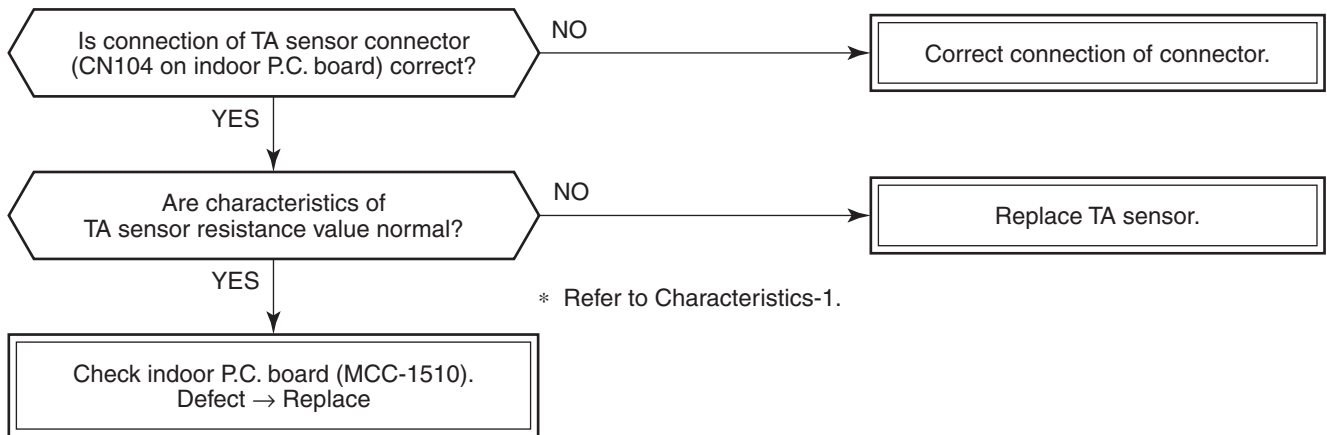 Is connection of TA sensor connector
(CN104 on indoor P.C. board) correct?
NO
Correct connection of connector.
YES
Are characteristics of
TA sensor resistance value normal?
NO
Replace TA sensor.
YES
* Refer to Characteristics-1.
Check indoor P.C. board (MCC-1510).
Defect → Replace